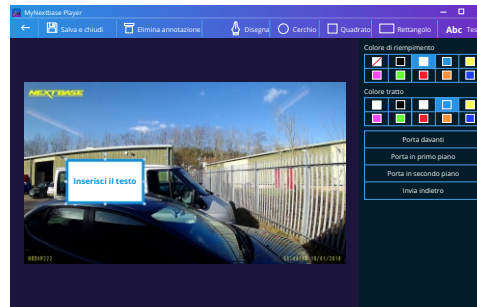 MyNextbase Player
Salva e chiudi
Elimina annotazione
Disegna
Cerchio
Quadrato
Rettangolo
Abc Tes
Colore di riempimento
Colore tratto
Porta davanti
Porta in primo piano
Porta in secondo piano
Invia indietro
NEXTBASE
Inserisci il testo